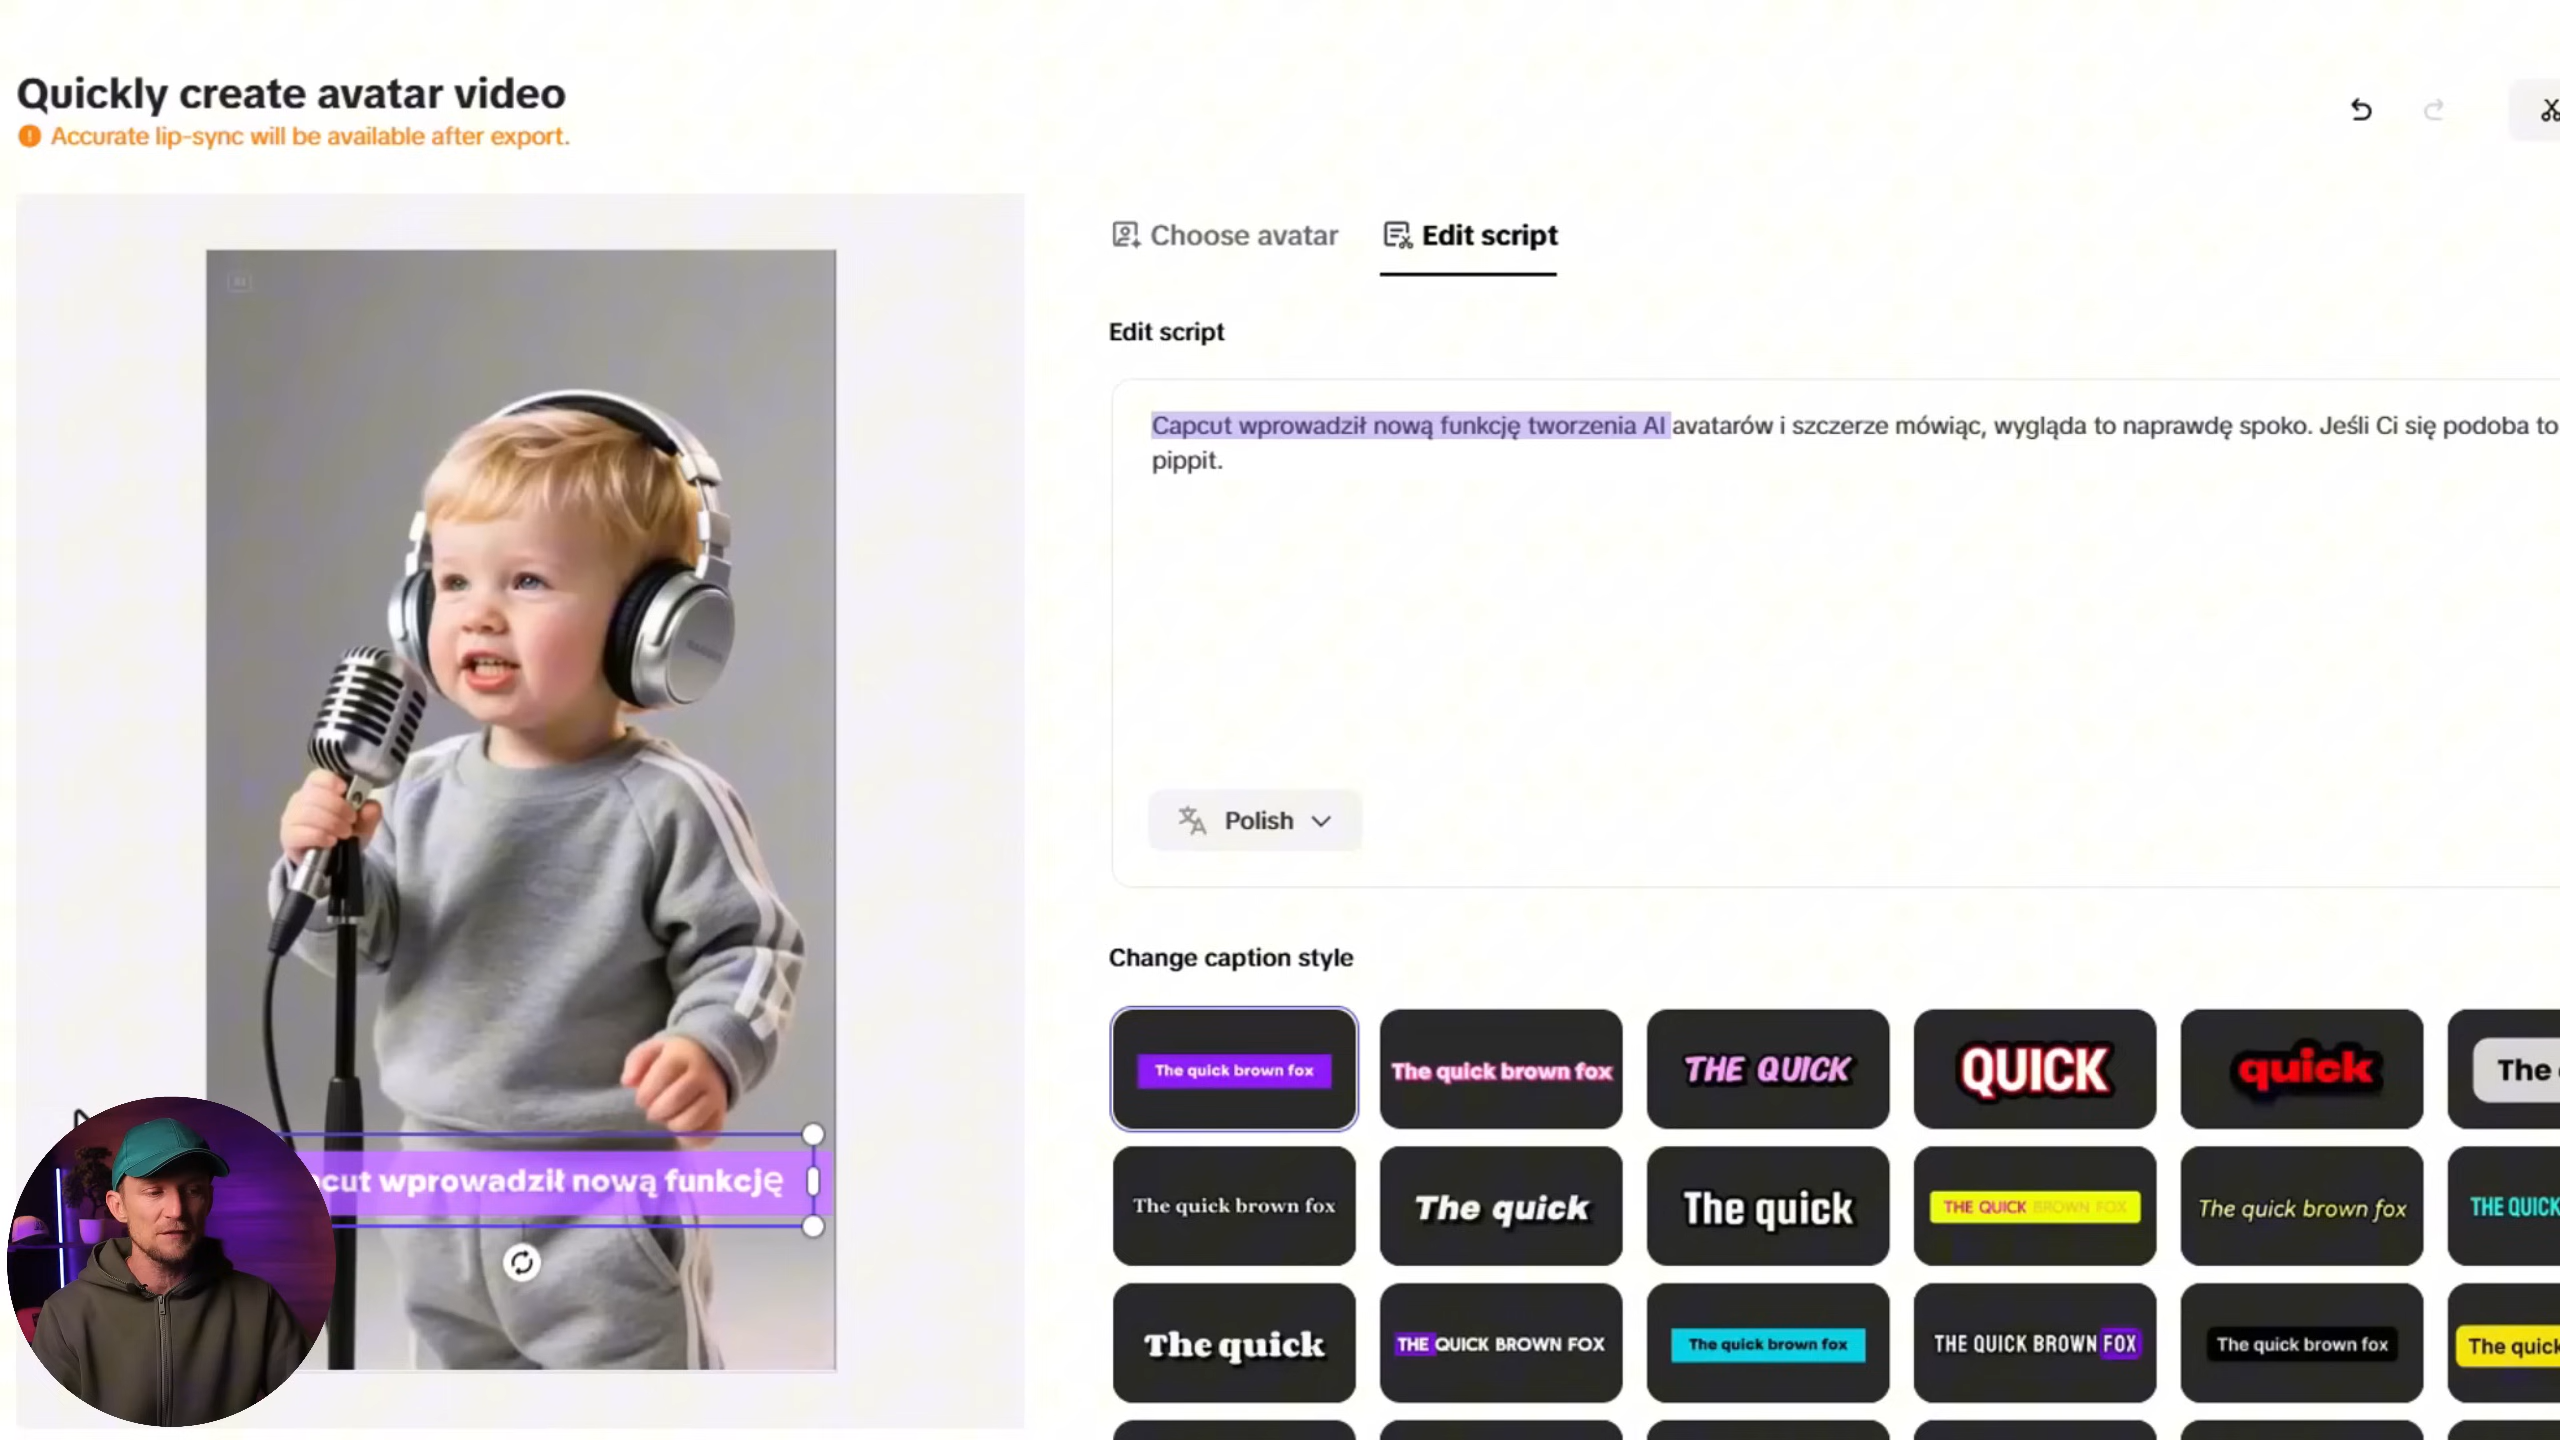 Quickly create avatar video
Accurate lip-sync will be available after export.
Choose avatar
Edit script
Edit script
Capcut wprowadził nową funkcję tworzenia AI avatarów i szczerze mówiąc, wygląda to naprawdę spoko. Jeśli Ci się podoba to
pippit.
Polish
cut wprowadził nową funkcję
Change caption style
The quick brown fox
The quick brown fox
THE QUICK
QUICK
quick
The
The quick brown fox
The quick
The quick
THE QUICK BROWN FOX
The quick brown fox
THE QUICK
The quick
THE QUICK BROWN FOX
The quick brown fox
THE QUICK BROWN FOX
The quick brown fox
The quick